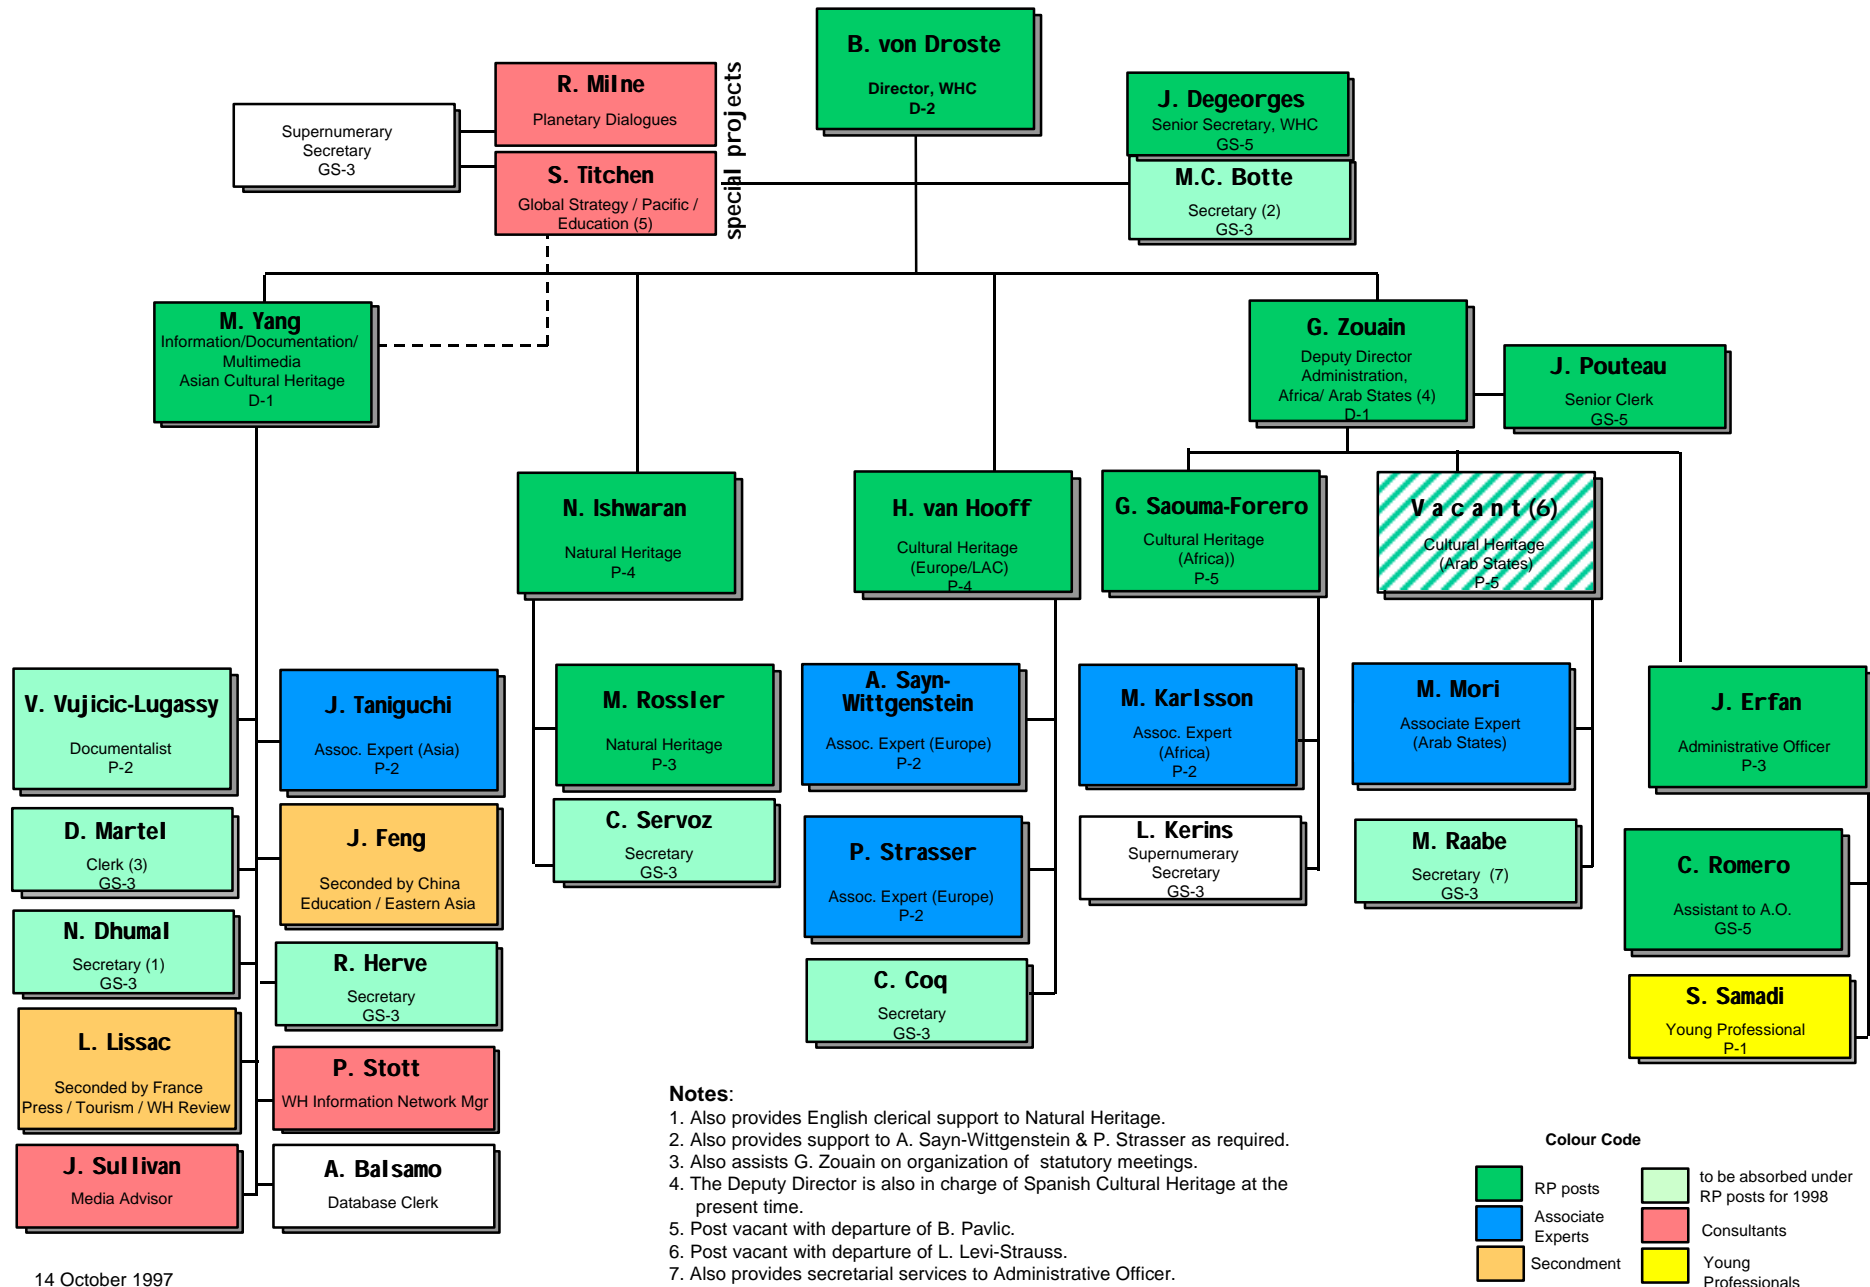 B. von Droste
Director, WHC
D-2
R. Milne
Planetary Dialogues
special projects
Supernumerary
Secretary
GS-3
S. Titchen
Global Strategy / Pacific /
Education (5)
J. Degeorges
Senior Secretary, WHC
GS-5
M.C. Botte
Secretary (2)
GS-3
M. Yang
Information/Documentation/
Multimedia
Asian Cultural Heritage
D-1
G. Zouain
Deputy Director
Administration,
Africa/ Arab States (4)
D-1
J. Pouteau
Senior Clerk
GS-5
N. Ishwaran
Natural Heritage
P-4
H. van Hooff
Cultural Heritage
(Europe/LAC)
P-4
G. Saouma-Forero
Cultural Heritage
(Africa))
P-5
Vacant (6)
Cultural Heritage
(Arab States)
P-5
V. Vujicic-Lugassy
Documentalist
P-2
J. Taniguchi
Assoc. Expert (Asia)
P-2
M. Rossler
Natural Heritage
P-3
A. Sayn-
Wittgenstein
Assoc. Expert (Europe)
P-2
M. Karlsson
Assoc. Expert
(Africa)
P-2
M. Mori
Associate Expert
(Arab States)
J. Erfan
Administrative Officer
P-3
D. Martel
Clerk (3)
GS-3
J. Feng
Seconded by China
Education / Eastern Asia
C. Servoz
Secretary
GS-3
P. Strasser
Assoc. Expert (Europe)
P-2
L. Kerins
Supernumerary
Secretary
GS-3
M. Raabe
Secretary (7)
GS-3
C. Romero
Assistant to A.O.
GS-5
N. Dhumal
Secretary (1)
GS-3
R. Herve
Secretary
GS-3
C. Coq
Secretary
GS-3
S. Samadi
Young Professional
P-1
L. Lissac
Seconded by France
Press / Tourism / WH Review
P. Stott
WH Information Network Mgr
J. Sullivan
Media Advisor
A. Balsamo
Database Clerk
Notes:
1. Also provides English clerical support to Natural Heritage.
2. Also provides support to A. Sayn-Wittgenstein & P. Strasser as required.
3. Also assists G. Zouain on organization of statutory meetings.
4. The Deputy Director is also in charge of Spanish Cultural Heritage at the
present time.
5. Post vacant with departure of B. Pavlic.
6. Post vacant with departure of L. Levi-Strauss.
7. Also provides secretarial services to Administrative Officer.
Colour Code
RP posts
to be absorbed under
RP posts for 1998
Associate
Experts
Consultants
Secondment
Young
Professionals
14 October 1997